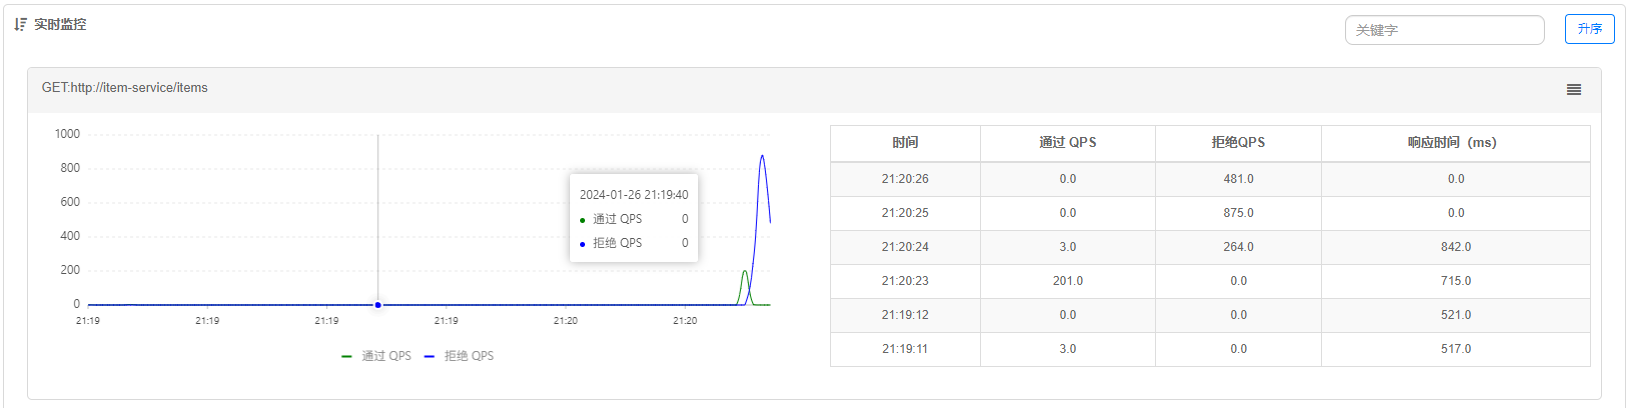 实时监控
关键字
升序
GET:http://item-service/items
1000
800
600
400
200
0
21:19 21:19 21:19 21:19 21:20 21:20
2024-01-26 21:19:40
通过 QPS 0
拒绝 QPS 0
通过 QPS 拒绝 QPS
时间 通过 QPS 拒绝QPS 响应时间（ms）
21:20:26 0.0 481.0 0.0
21:20:25 0.0 875.0 0.0
21:20:24 3.0 264.0 842.0
21:20:23 201.0 0.0 715.0
21:19:12 0.0 0.0 521.0
21:19:11 3.0 0.0 517.0